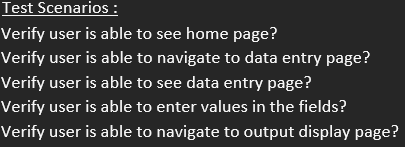 Test Scenarios :
Verify user is able to see home page?
Verify user is able to navigate to data entry page?
Verify user is able to see data entry page?
Verify user is able to enter values in the fields?
Verify user is able to navigate to output display page?